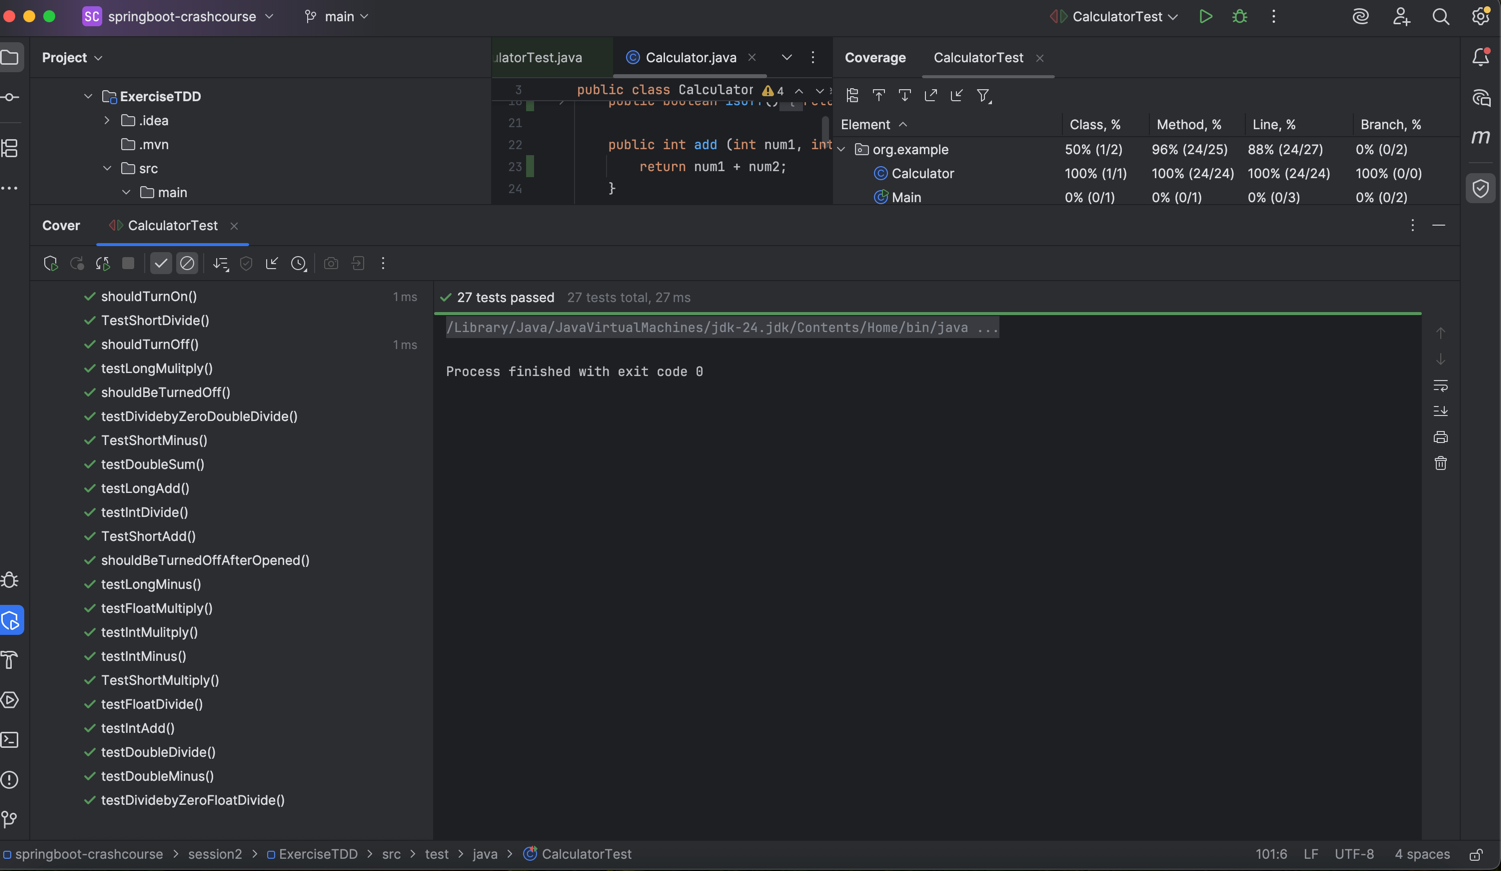 SC springboot-crashcourse main CalculatorTest
Project
ExerciseTDD
.idea
.mvn
src
main
ulatorTest.java Calculator.java
3 public class Calculator 4
21
22 public int add (int num1, int
23 return num1 + num2;
24 }
Coverage CalculatorTest
Element Class, % Method, % Line, % Branch, %
org.example 50% (1/2) 96% (24/25) 88% (24/27) 0% (0/2)
Calculator 100% (1/1) 100% (24/24) 100% (24/24) 100% (0/0)
Main 0% (0/1) 0% (0/1) 0% (0/3) 0% (0/2)
m
Cover CalculatorTest
shouldTurnOn() 1 ms
TestShortDivide()
shouldTurnOff() 1 ms
testLongMulitply()
shouldBeTurnedOff()
testDividebyZeroDoubleDivide()
TestShortMinus()
testDoubleSum()
testLongAdd()
testIntDivide()
TestShortAdd()
shouldBeTurnedOffAfterOpened()
testLongMinus()
testFloatMultiply()
testIntMulitply()
testIntMinus()
TestShortMultiply()
testFloatDivide()
testIntAdd()
testDoubleDivide()
testDoubleMinus()
testDividebyZeroFloatDivide()
27 tests passed 27 tests total, 27 ms
/Library/Java/JavaVirtualMachines/jdk-24.jdk/Contents/Home/bin/java ...
Process finished with exit code 0
springboot-crashcourse > session2 > ExerciseTDD > src > test > java > CalculatorTest
101:6 LF UTF-8 4 spaces